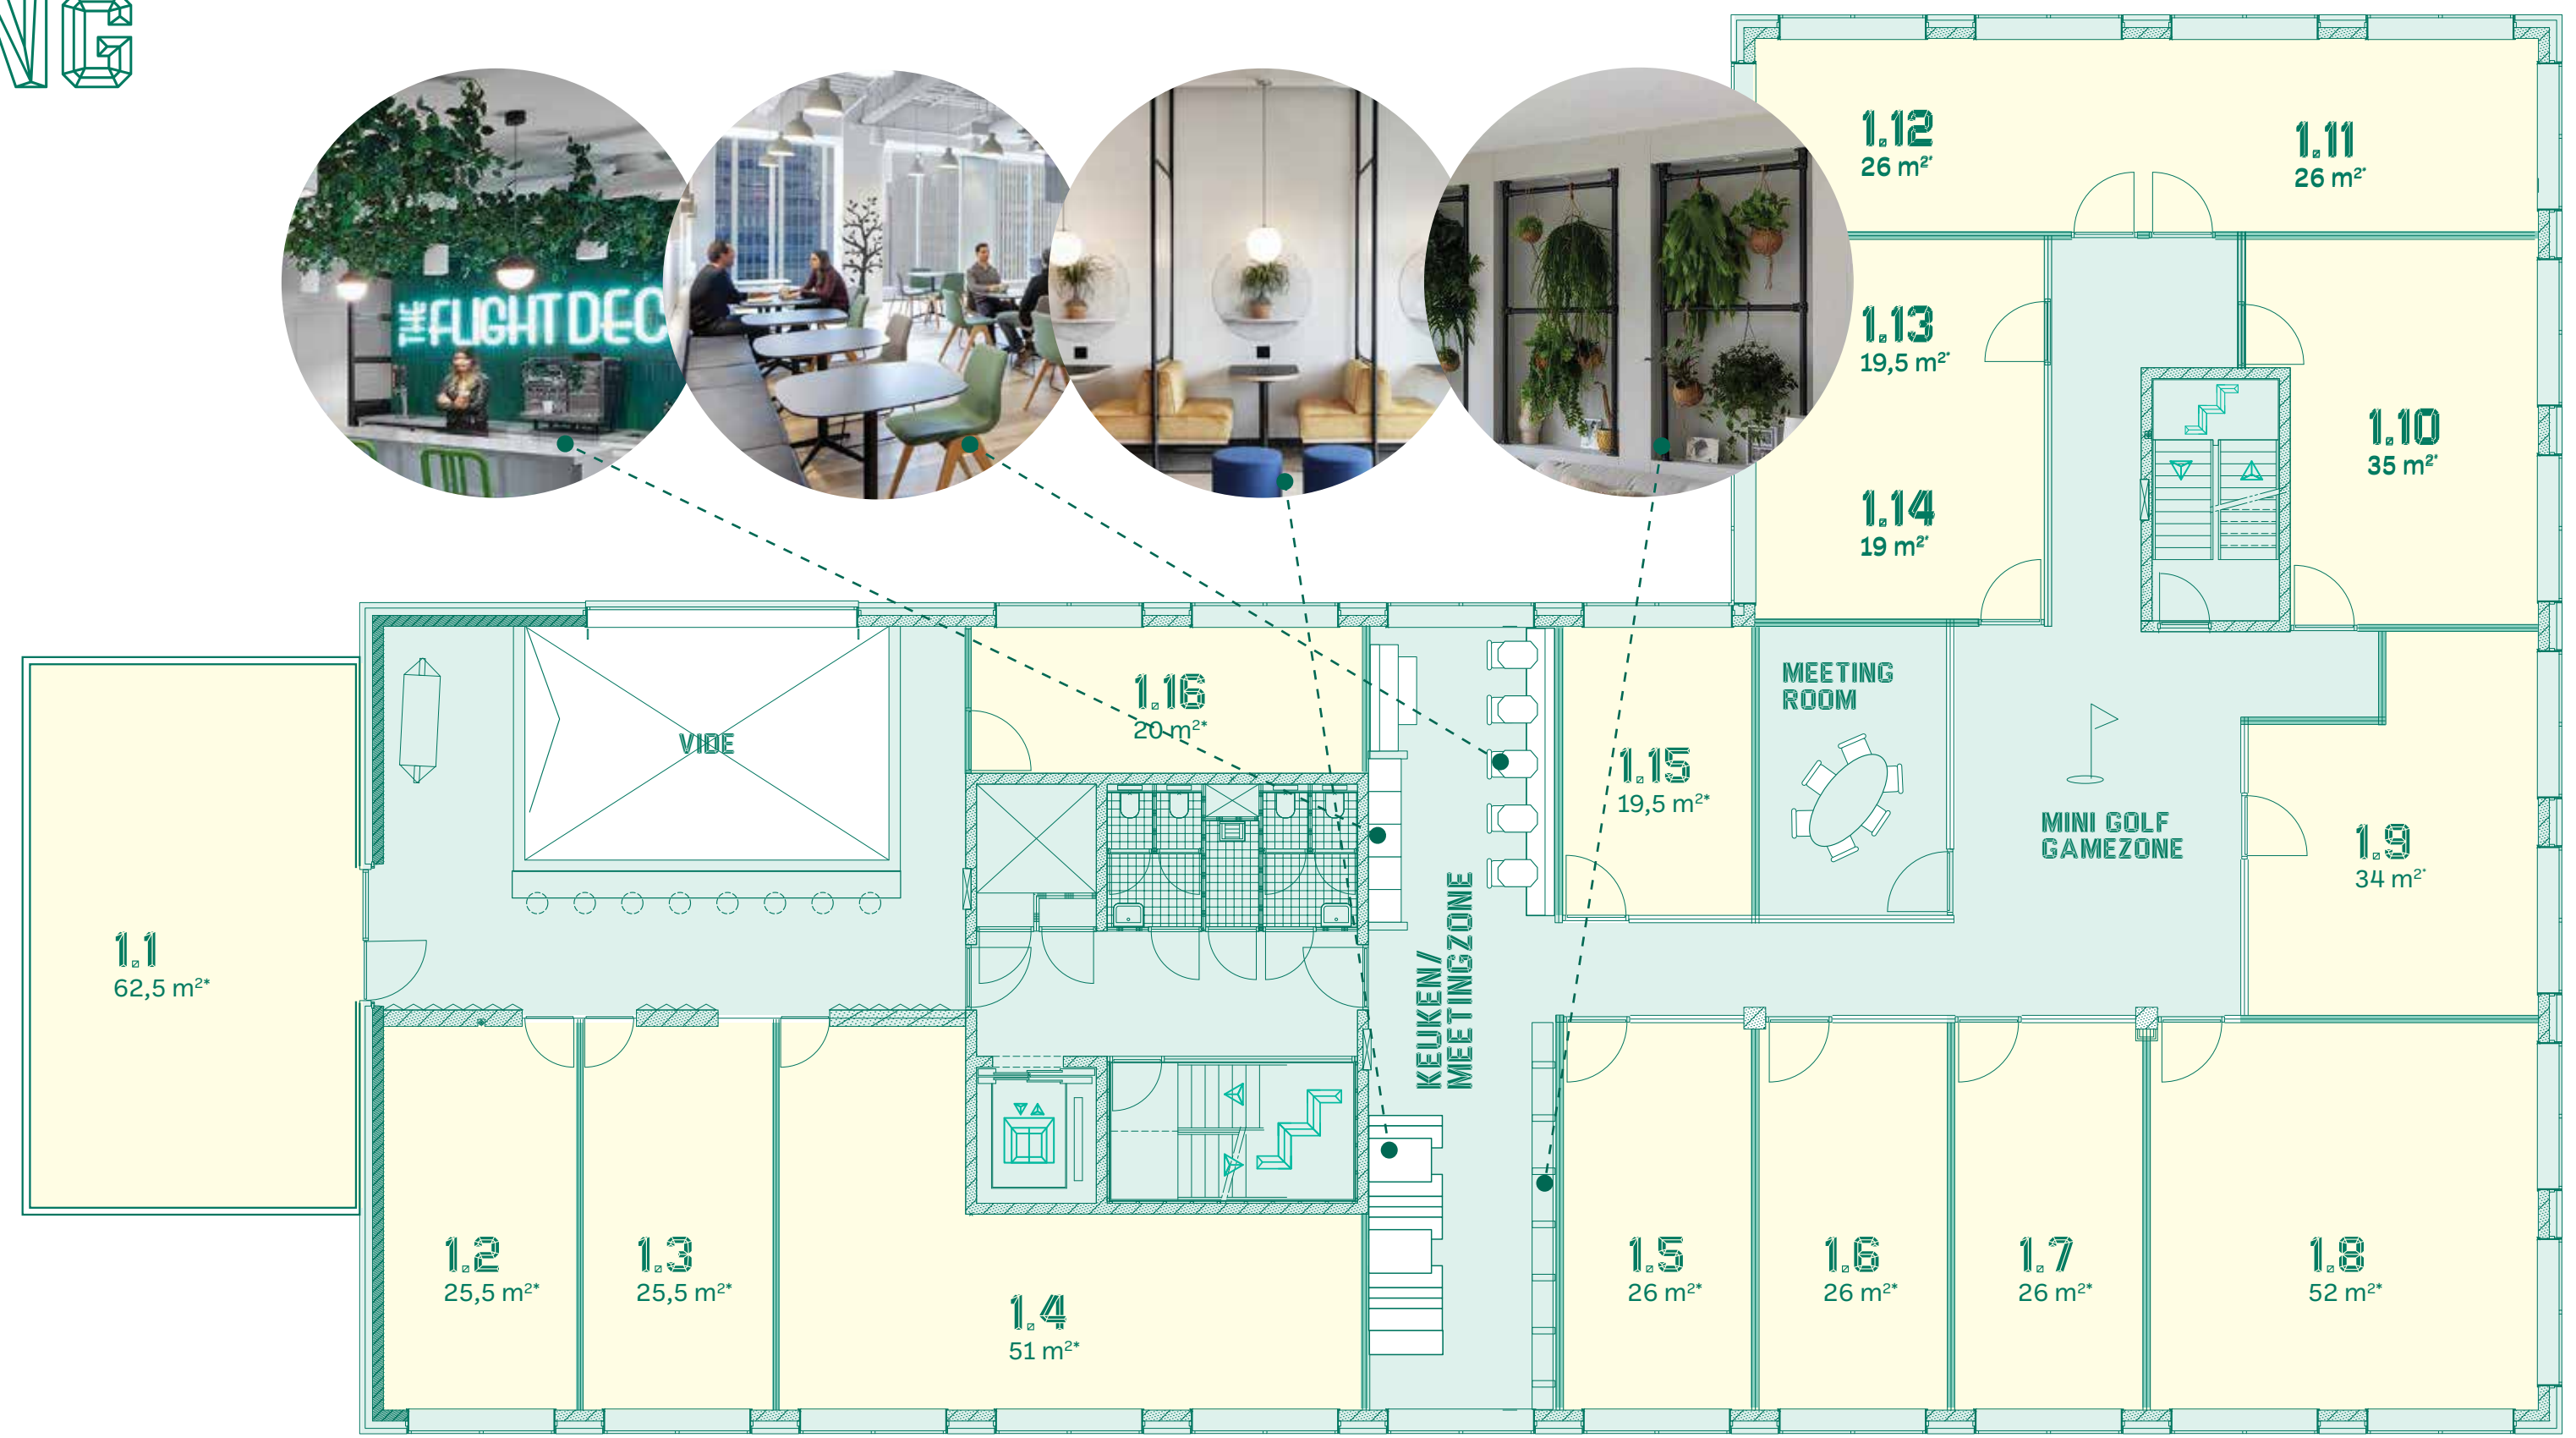 NG
THE FLIGHT DEC
1.12
26 m²*
1.11
26 m²*
1.13
19,5 m²*
1.10
35 m²*
1.14
19 m²*
1.16
20 m²*
VIDE
MEETING
ROOM
1.15
19,5 m²*
MINI GOLF
GAMEZONE
1.9
34 m²*
1.1
62,5 m²*
KEUKEN/
MEETINGZONE
1.2
25,5 m²*
1.3
25,5 m²*
1.4
51 m²*
1.5
26 m²*
1.6
26 m²*
1.7
26 m²*
1.8
52 m²*